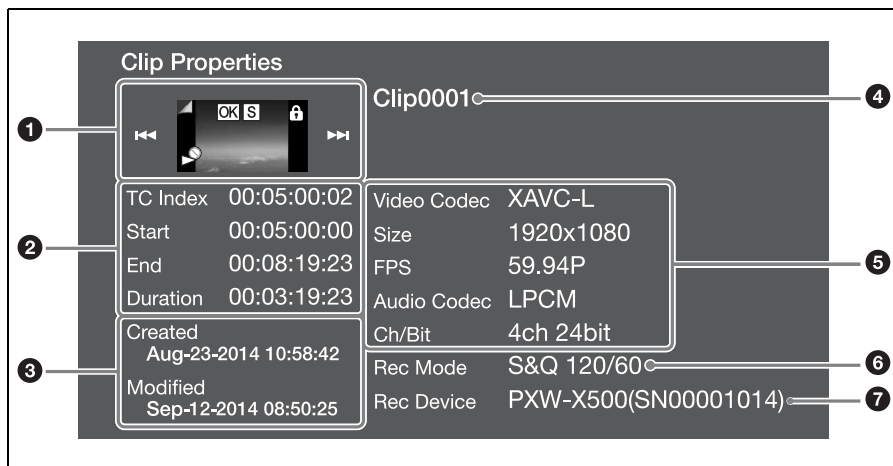 Clip Properties
OK S
Clip0001
TC Index 00:05:00:02
Start 00:05:00:00
End 00:08:19:23
Duration 00:03:19:23
Created
Aug-23-2014 10:58:42
Modified
Sep-12-2014 08:50:25
Video Codec XAVC-L
Size 1920x1080
FPS 59.94P
Audio Codec LPCM
Ch/Bit 4ch 24bit
Rec Mode S&Q 120/60
Rec Device PXW-X500(SN00001014)
1
2
3
4
5
6
7